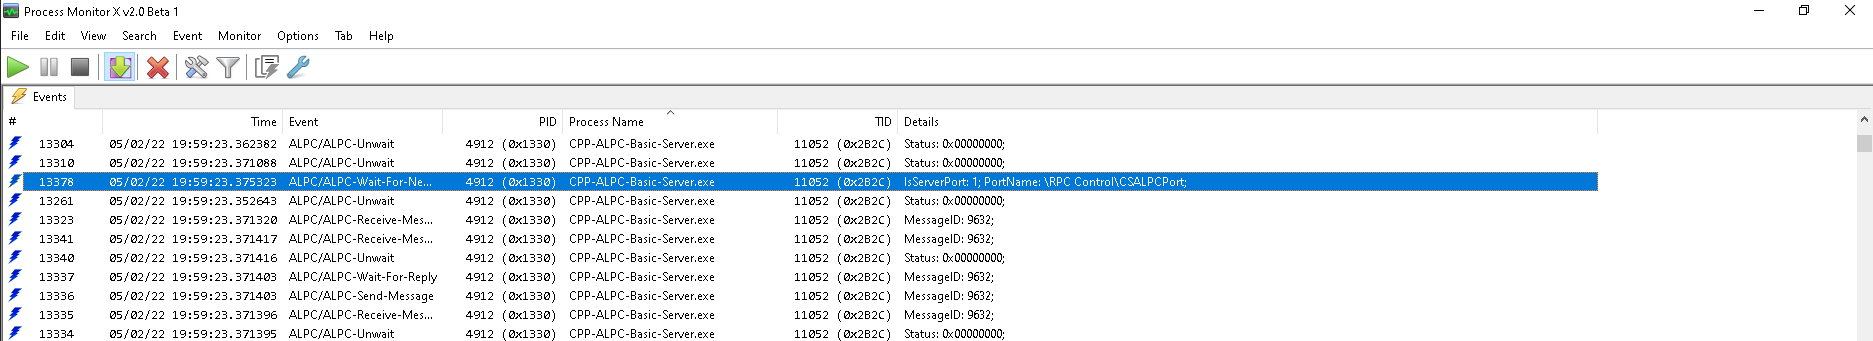 Process Monitor X v2.0 Beta 1
File Edit View Search Event Monitor Options Tab Help
Events
# Time Event PID Process Name TID Details
13304 05/02/22 19:59:23.362382 ALPC/ALPC-Unwait 4912 (0x1330) CPP-ALPC-Basic-Server.exe 11052 (0x2B2C) Status: 0x00000000;
13310 05/02/22 19:59:23.371088 ALPC/ALPC-Unwait 4912 (0x1330) CPP-ALPC-Basic-Server.exe 11052 (0x2B2C) Status: 0x00000000;
13378 05/02/22 19:59:23.375323 ALPC/ALPC-Wait-For-Ne... 4912 (0x1330) CPP-ALPC-Basic-Server.exe 11052 (0x2B2C) IsServerPort: 1; PortName: \RPC Control\CSALPCPort;
13261 05/02/22 19:59:23.352643 ALPC/ALPC-Unwait 4912 (0x1330) CPP-ALPC-Basic-Server.exe 11052 (0x2B2C) Status: 0x00000000;
13323 05/02/22 19:59:23.371320 ALPC/ALPC-Receive-Mes... 4912 (0x1330) CPP-ALPC-Basic-Server.exe 11052 (0x2B2C) MessageID: 9632;
13341 05/02/22 19:59:23.371417 ALPC/ALPC-Receive-Mes... 4912 (0x1330) CPP-ALPC-Basic-Server.exe 11052 (0x2B2C) MessageID: 9632;
13340 05/02/22 19:59:23.371416 ALPC/ALPC-Unwait 4912 (0x1330) CPP-ALPC-Basic-Server.exe 11052 (0x2B2C) Status: 0x00000000;
13337 05/02/22 19:59:23.371403 ALPC/ALPC-Wait-For-Reply 4912 (0x1330) CPP-ALPC-Basic-Server.exe 11052 (0x2B2C) MessageID: 9632;
13336 05/02/22 19:59:23.371403 ALPC/ALPC-Send-Message 4912 (0x1330) CPP-ALPC-Basic-Server.exe 11052 (0x2B2C) MessageID: 9632;
13335 05/02/22 19:59:23.371396 ALPC/ALPC-Receive-Mes... 4912 (0x1330) CPP-ALPC-Basic-Server.exe 11052 (0x2B2C) MessageID: 9632;
13334 05/02/22 19:59:23.371395 ALPC/ALPC-Unwait 4912 (0x1330) CPP-ALPC-Basic-Server.exe 11052 (0x2B2C) Status: 0x00000000;